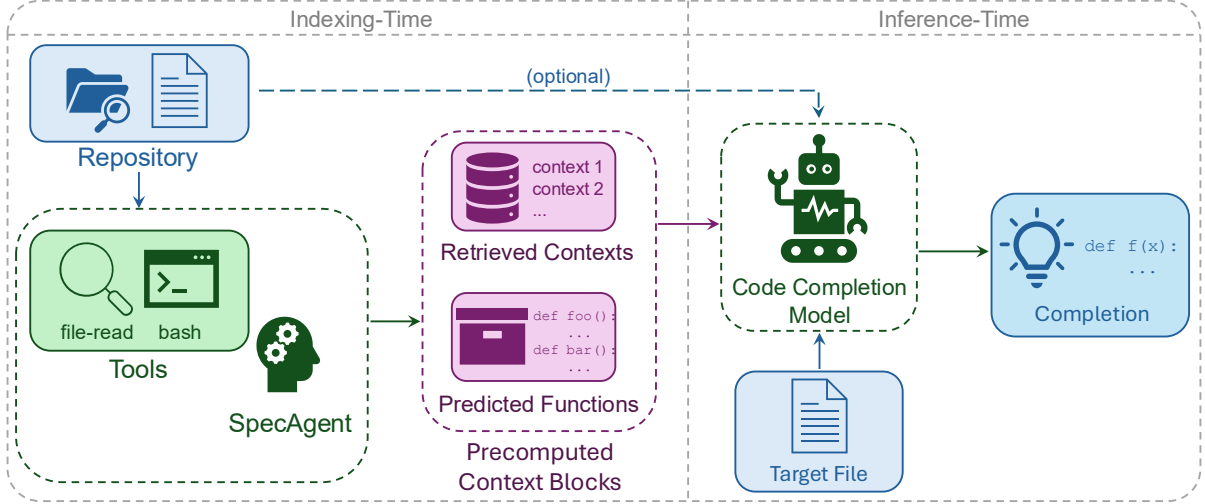 Indexing-Time
Inference-Time
(optional)
Repository
file-read bash
Tools
SpecAgent
context 1
context 2
...
Retrieved Contexts
def foo():
...
def bar():
...
Predicted Functions
Precomputed
Context Blocks
Code Completion
Model
Target File
def f(x):
...
Completion